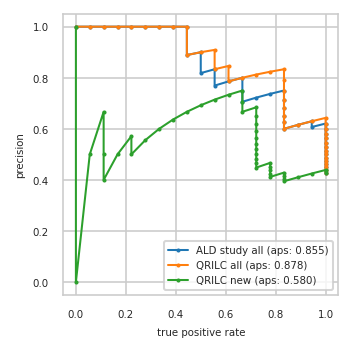 1.0
0.8
0.6
0.4
0.2
0.0
precision
0.0 0.2 0.4 0.6 0.8 1.0
true positive rate
ALD study all (aps: 0.855)
QRILC all (aps: 0.878)
QRILC new (aps: 0.580)